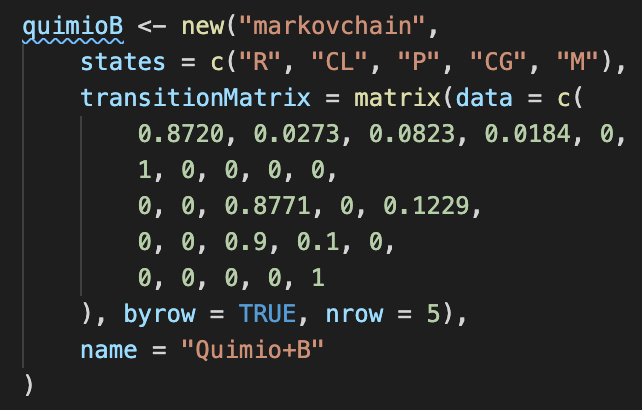 quimioB <- new("markovchain",
    states = c("R", "CL", "P", "CG", "M"),
    transitionMatrix = matrix(data = c(
        0.8720, 0.0273, 0.0823, 0.0184, 0,
        1, 0, 0, 0, 0,
        0, 0, 0.8771, 0, 0.1229,
        0, 0, 0.9, 0.1, 0,
        0, 0, 0, 0, 1
    ), byrow = TRUE, nrow = 5),
    name = "Quimio+B"
)